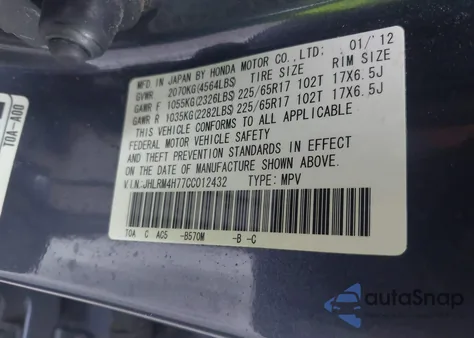 MFD. IN JAPAN BY HONDA MOTOR CO., LTD: 01/'12
GVWR 2070KG(4564LBS) TIRE SIZE RIM SIZE
GAWR F 1055KG(2326LBS) 225/65R17 102T 17X6.5J
GAWR R 1035KG(2282LBS) 225/65R17 102T 17X6.5J
THIS VEHICLE CONFORMS TO ALL APPLICABLE
FEDERAL MOTOR VEHICLE SAFETY
AND THEFT PREVENTION STANDARDS IN EFFECT
ON THE DATE OF MANUFACTURE SHOWN ABOVE.
V.I.N:JHLRM4H77CC012432 TYPE: MPV
T0A C AC5 -B570M -B -C
T0A-A00
autoSnap